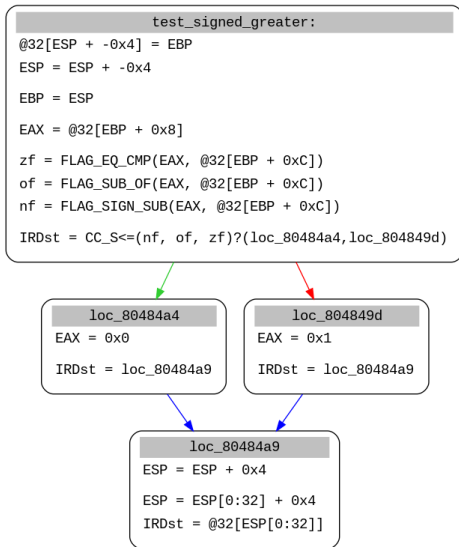 test_signed_greater:
@32[ESP + -0x4] = EBP
ESP = ESP + -0x4
EBP = ESP
EAX = @32[EBP + 0x8]
zf = FLAG_EQ_CMP(EAX, @32[EBP + 0xC])
of = FLAG_SUB_OF(EAX, @32[EBP + 0xC])
nf = FLAG_SIGN_SUB(EAX, @32[EBP + 0xC])
IRDst = CC_S<=(nf, of, zf)?(loc_80484a4,loc_804849d)
loc_80484a4
EAX = 0x0
IRDst = loc_80484a9
loc_804849d
EAX = 0x1
IRDst = loc_80484a9
loc_80484a9
ESP = ESP + 0x4
ESP = ESP[0:32] + 0x4
IRDst = @32[ESP[0:32]]